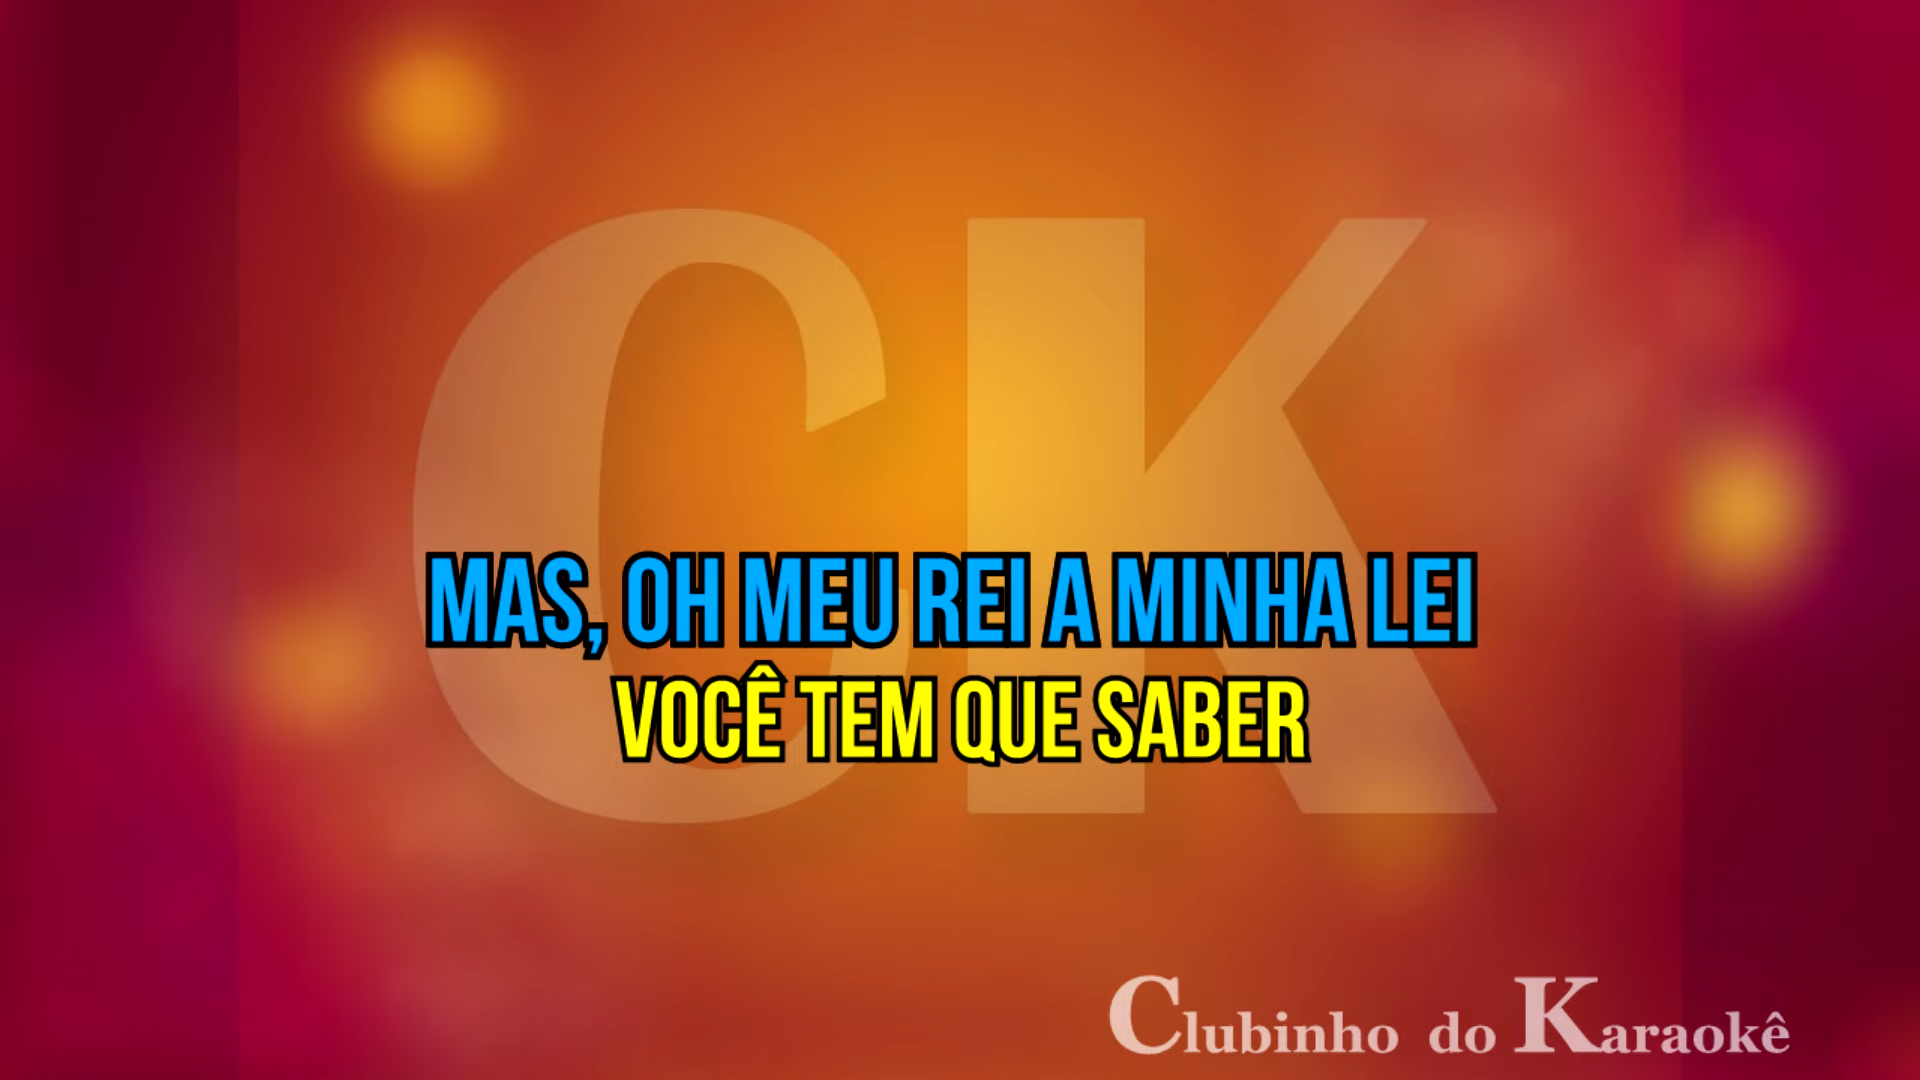 CK
MAS, OH MEU REI A MINHA LEI
VOCÊ TEM QUE SABER
Clubinho do Karaokê